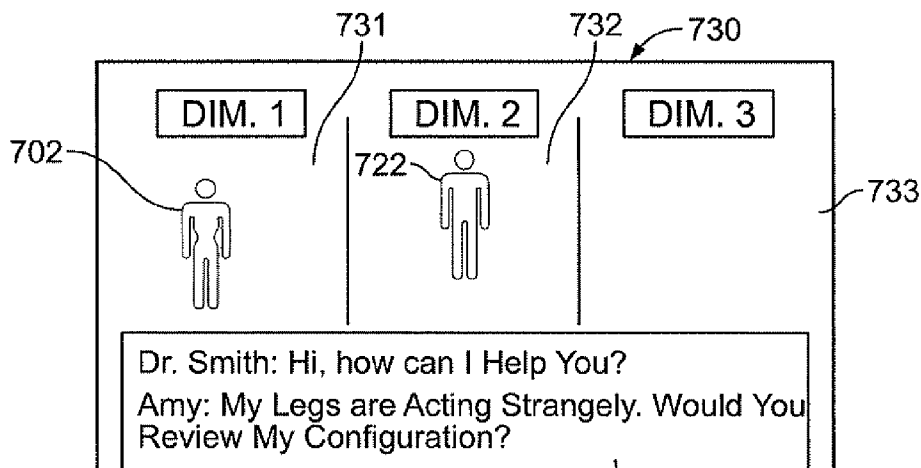 731 732 730
DIM. 1 DIM. 2 DIM. 3
702 722 733
Dr. Smith: Hi, how can I Help You?
Amy: My Legs are Acting Strangely. Would You
Review My Configuration?